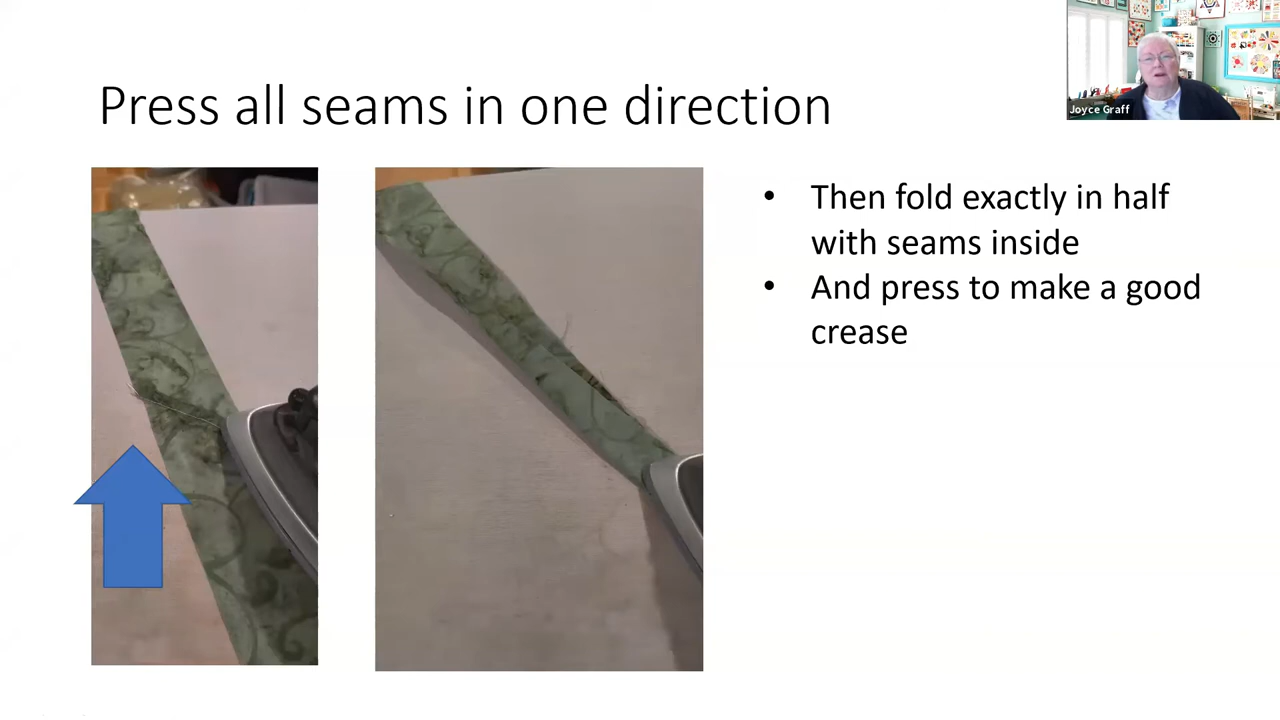 Press all seams in one direction
Joyce Graff
• Then fold exactly in half
with seams inside
• And press to make a good
crease